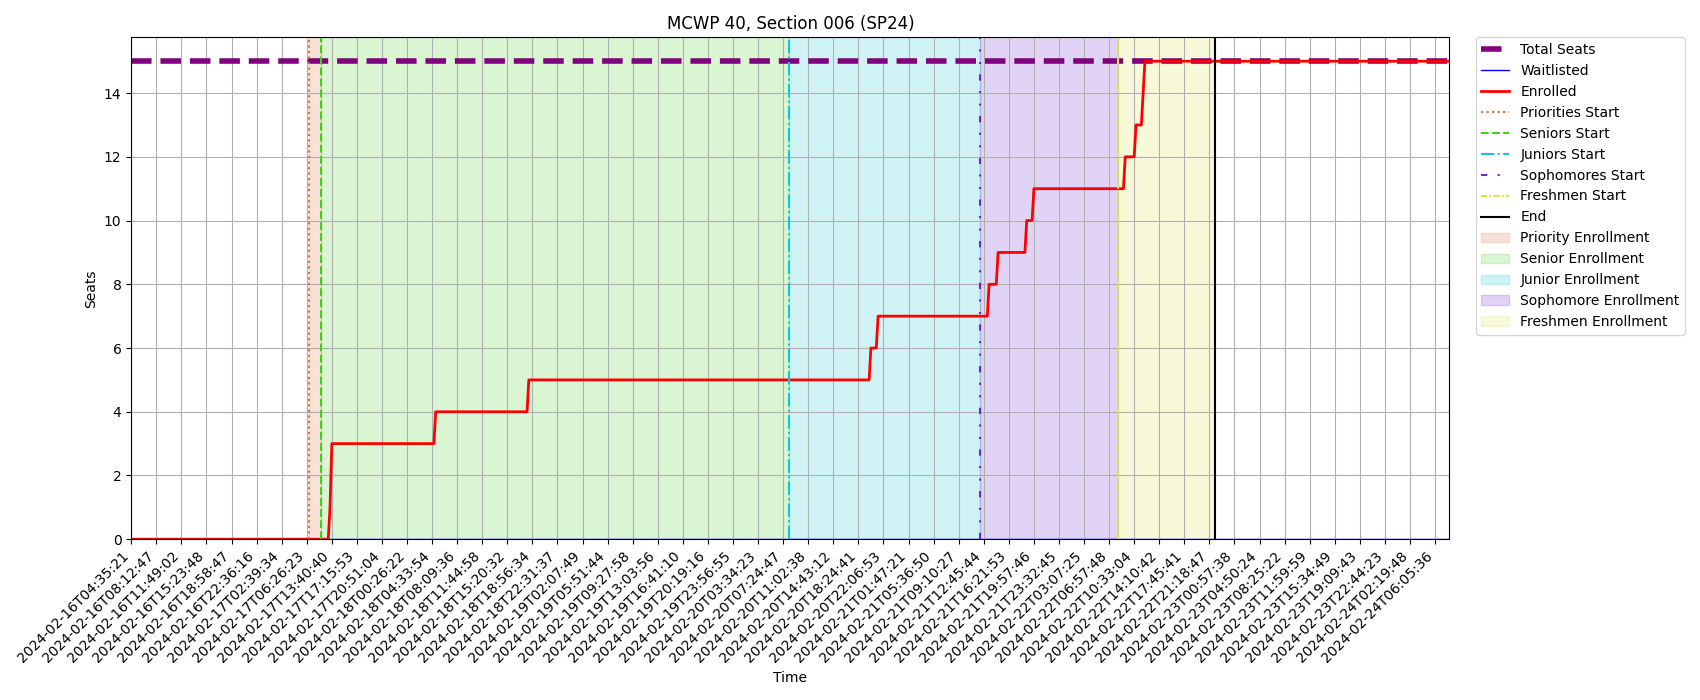 MCWP 40, Section 006 (SP24)
Seats
14
12
10
8
6
4
2
0
2024-02-16T04:35:21
2024-02-16T08:12:47
2024-02-16T11:49:02
2024-02-16T15:23:48
2024-02-16T18:58:47
2024-02-16T22:36:16
2024-02-17T02:39:34
2024-02-17T06:26:23
2024-02-17T13:40:40
2024-02-17T17:15:53
2024-02-17T20:51:04
2024-02-18T00:26:22
2024-02-18T04:33:54
2024-02-18T08:09:36
2024-02-18T11:44:58
2024-02-18T15:20:32
2024-02-18T18:56:34
2024-02-18T22:31:37
2024-02-19T02:07:49
2024-02-19T05:51:44
2024-02-19T09:27:58
2024-02-19T13:03:56
2024-02-19T16:41:10
2024-02-19T20:19:16
2024-02-19T23:56:55
2024-02-20T03:34:23
2024-02-20T07:24:47
2024-02-20T11:02:38
2024-02-20T14:43:12
2024-02-20T18:24:41
2024-02-20T22:06:53
2024-02-21T01:47:21
2024-02-21T05:36:50
2024-02-21T09:10:27
2024-02-21T12:45:44
2024-02-21T16:21:53
2024-02-21T19:57:46
2024-02-21T23:32:45
2024-02-22T03:07:25
2024-02-22T06:57:48
2024-02-22T10:33:04
2024-02-22T14:10:42
2024-02-22T17:45:41
2024-02-22T21:18:47
2024-02-23T00:57:38
2024-02-23T04:50:24
2024-02-23T08:25:22
2024-02-23T11:59:59
2024-02-23T15:34:49
2024-02-23T19:09:43
2024-02-23T22:44:23
2024-02-24T02:19:48
2024-02-24T06:05:36
Time
Total Seats
Waitlisted
Enrolled
Priorities Start
Seniors Start
Juniors Start
Sophomores Start
Freshmen Start
End
Priority Enrollment
Senior Enrollment
Junior Enrollment
Sophomore Enrollment
Freshmen Enrollment